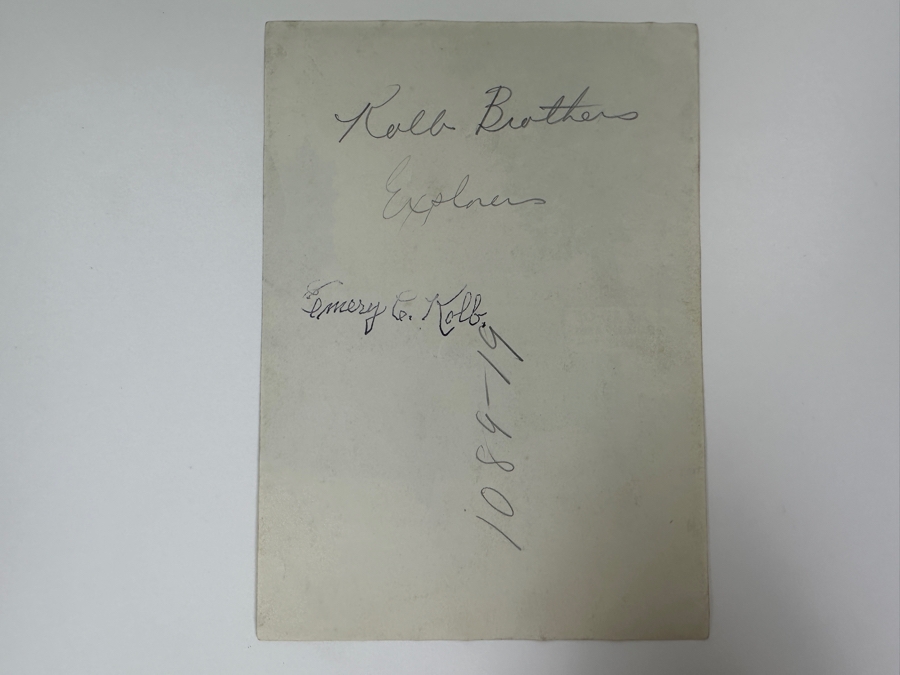 Kolb Brothers
Explorers
Emery C. Kolb.
1089-19